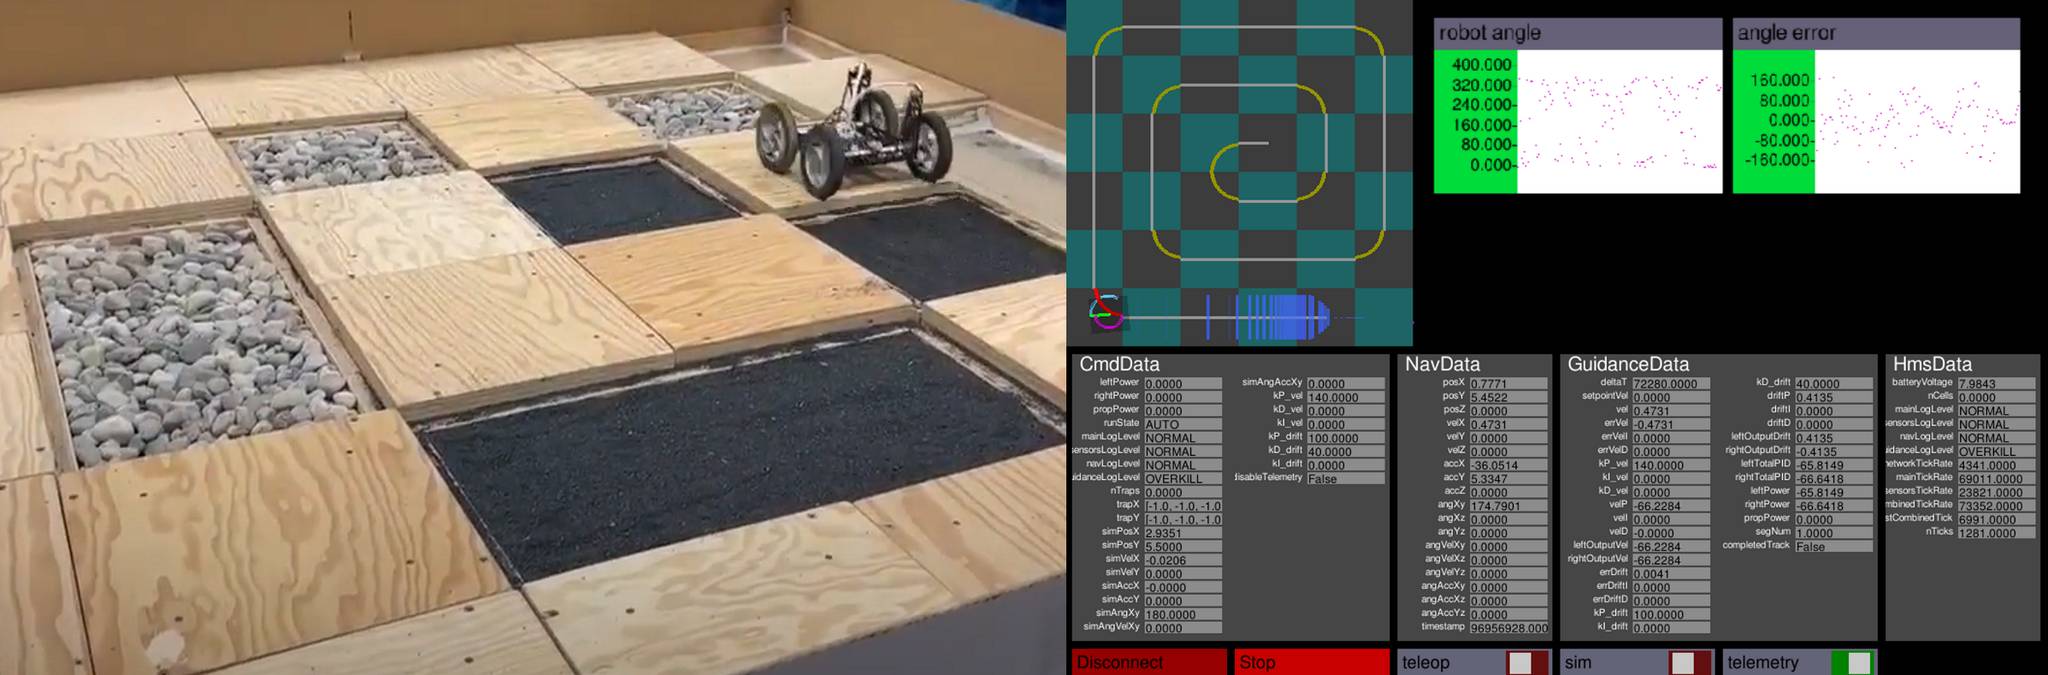 robot angle
400.000
320.000
240.000
160.000
80.000
0.000
angle error
160.000
80.000
0.000
-80.000
-160.000
CmdData
leftPower 0.0000
rightPower 0.0000
propPower 0.0000
runState AUTO
mainLogLevel NORMAL
sensorsLogLevel NORMAL
navLogLevel NORMAL
uidanceLogLevel OVERKILL
nTraps 0.0000
trapX [-1.0, -1.0, -1.0
trapY [-1.0, -1.0, -1.0
simPosX 2.9351
simPosY 5.5000
simVelX -0.0206
simVelY 0.0000
simAccX -0.0000
simAccY 0.0000
simAngXy 180.0000
simAngVelXy 0.0000
simAngAccXy 0.0000
kP_vel 140.0000
kD_vel 0.0000
kI_vel 0.0000
kP_drift 100.0000
kD_drift 40.0000
kI_drift 0.0000
disableTelemetry False
NavData
posX 0.7771
posY 5.4522
posZ 0.0000
velX 0.4731
velY 0.0000
velZ 0.0000
accX -36.0514
accY 5.3347
accZ 0.0000
angXy 174.7901
angXz 0.0000
angYz 0.0000
angVelXy 0.0000
angVelXz 0.0000
angVelYz 0.0000
angAccXy 0.0000
angAccXz 0.0000
angAccYz 0.0000
timestamp 96956928.000
GuidanceData
deltaT 72280.0000
setpointVel 0.0000
vel 0.4731
errVel -0.4731
errVelI 0.0000
errVelD 0.0000
kP_vel 140.0000
kI_vel 0.0000
kD_vel 0.0000
velP -66.2284
velI 0.0000
velD -0.0000
leftOutputVel -66.2284
rightOutputVel -66.2284
errDrift 0.0041
errDriftI 0.0000
errDriftD 0.0000
kP_drift 100.0000
kI_drift 0.0000
kD_drift 40.0000
driftP 0.4135
driftI 0.0000
driftD 0.0000
leftOutputDrift 0.4135
rightOutputDrift -0.4135
leftTotalPID -65.8149
rightTotalPID -66.6418
leftPower -65.8149
rightPower -66.6418
propPower 0.0000
segNum 1.0000
completedTrack False
HmsData
batteryVoltage 7.9843
nCells 0.0000
mainLogLevel NORMAL
sensorsLogLevel NORMAL
navLogLevel NORMAL
uidanceLogLevel OVERKILL
networkTickRate 4341.0000
mainTickRate 69011.0000
sensorsTickRate 23821.0000
mbinedTickRate 73352.0000
stCombinedTick 6991.0000
nTicks 1281.0000
Disconnect
Stop
teleop
sim
telemetry